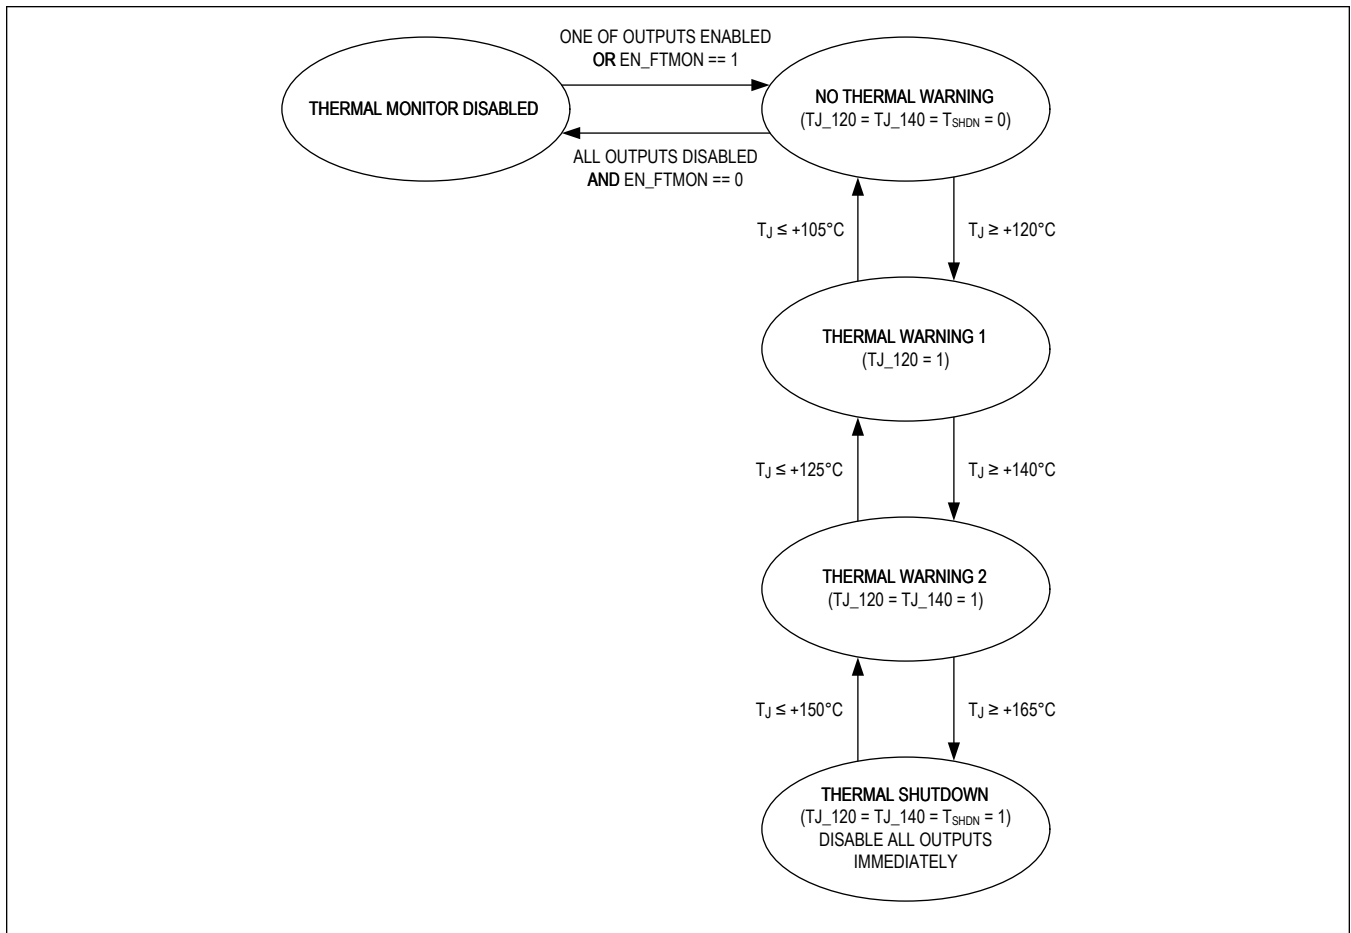 ONE OF OUTPUTS ENABLED
OR EN_FTMON == 1
THERMAL MONITOR DISABLED
NO THERMAL WARNING
(TJ_120 = TJ_140 = TSHDN = 0)
ALL OUTPUTS DISABLED
AND EN_FTMON == 0
TJ ≤ +105°C
TJ ≥ +120°C
THERMAL WARNING 1
(TJ_120 = 1)
TJ ≤ +125°C
TJ ≥ +140°C
THERMAL WARNING 2
(TJ_120 = TJ_140 = 1)
TJ ≤ +150°C
TJ ≥ +165°C
THERMAL SHUTDOWN
(TJ_120 = TJ_140 = TSHDN = 1)
DISABLE ALL OUTPUTS
IMMEDIATELY